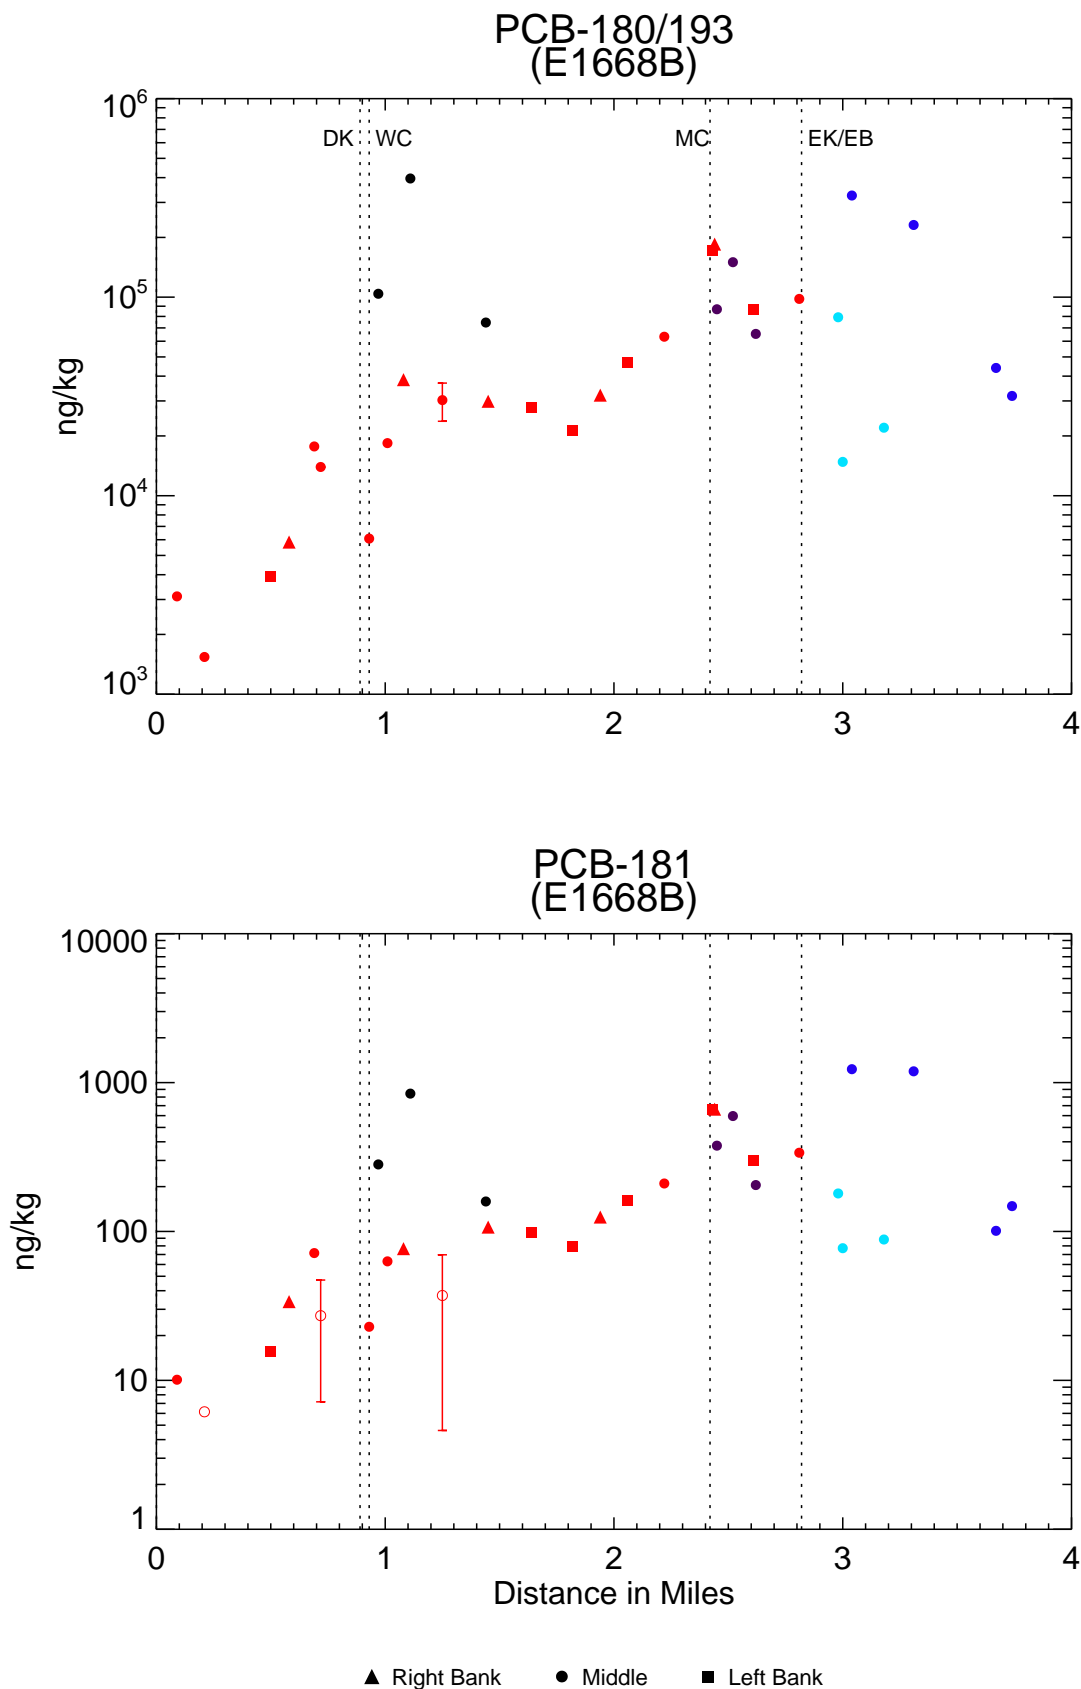 PCB-180/193
(E1668B)
10^6
DK WC MC EK/EB
10^5
ng/kg
10^4
10^3
0 1 2 3 4
PCB-181
(E1668B)
10000
1000
ng/kg
100
10
1
0 1 2 3 4
Distance in Miles
Right Bank Middle Left Bank